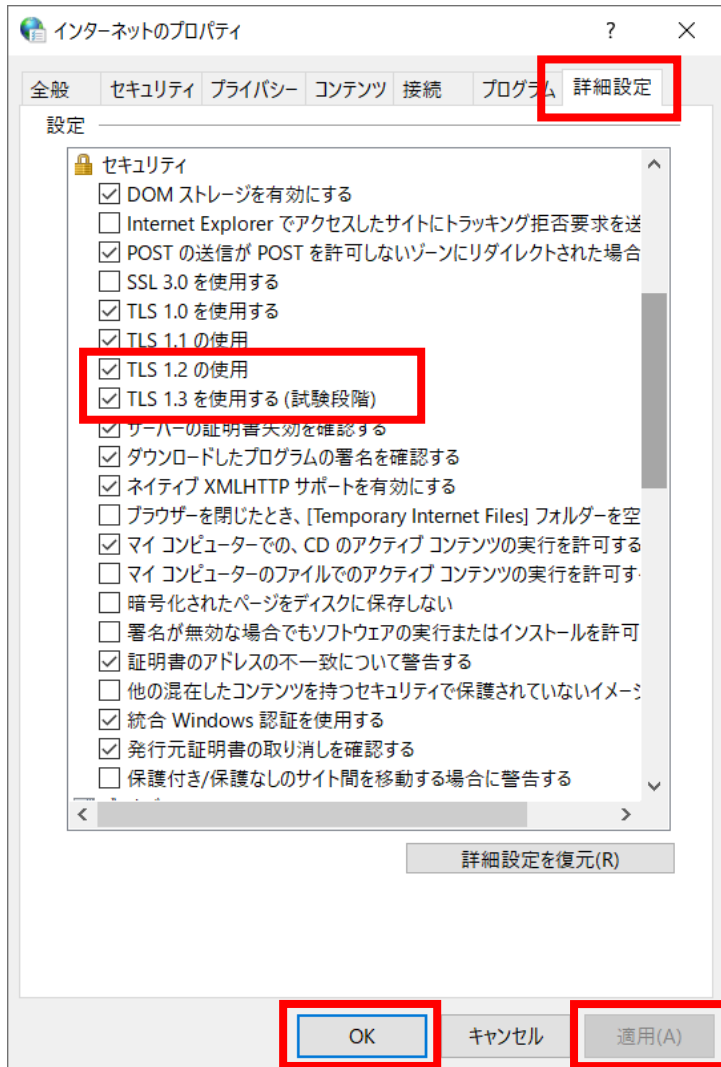 インターネットのプロパティ
?
全般 セキュリティ プライバシー コンテンツ 接続 プログラム 詳細設定
設定
セキュリティ
DOM ストレージを有効にする
Internet Explorer でアクセスしたサイトにトラッキング拒否要求を送
POST の送信が POST を許可しないゾーンにリダイレクトされた場合
SSL 3.0 を使用する
TLS 1.0 を使用する
TLS 1.1 の使用
TLS 1.2 の使用
TLS 1.3 を使用する (試験段階)
サーバーの証明書失効を確認する
ダウンロードしたプログラムの署名を確認する
ネイティブ XMLHTTP サポートを有効にする
ブラウザーを閉じたとき、[Temporary Internet Files] フォルダーを空
マイ コンピューターでの、CD のアクティブ コンテンツの実行を許可する
マイ コンピューターのファイルでのアクティブ コンテンツの実行を許可す
暗号化されたページをディスクに保存しない
署名が無効な場合でもソフトウェアの実行またはインストールを許可
証明書のアドレスの不一致について警告する
他の混在したコンテンツを持つセキュリティで保護されていないイメージ
統合 Windows 認証を使用する
発行元証明書の取り消しを確認する
保護付き/保護なしのサイト間を移動する場合に警告する
詳細設定を復元(R)
OK キャンセル 適用(A)